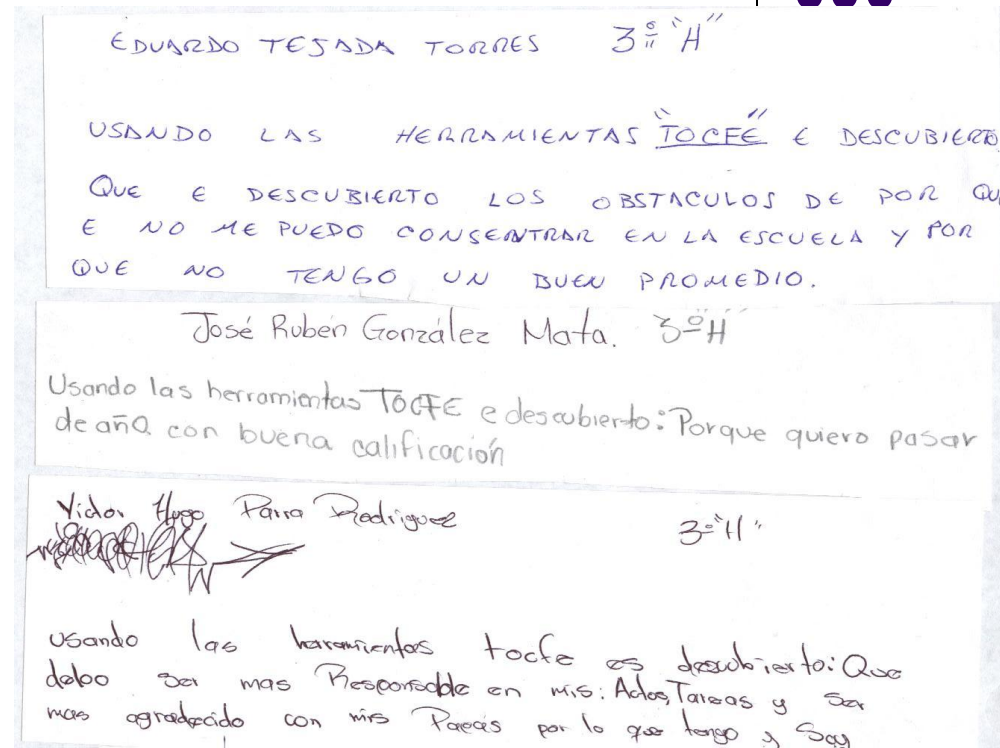 EDUARDO TEJADA TORRES 3º "H"
USANDO LAS HERRAMIENTAS "TOCFE" E DESCUBIERTO
QUE E DESCUBIERTO LOS OBSTACULOS DE POR QU
E NO ME PUEDO CONSENTRAR EN LA ESCUELA Y POR
QUE NO TENGO UN BUEN PROMEDIO.
José Rubén González Mata. 3º H
Usando las herramientas TOCFE e descubierto: Porque quiero pasar
de año con buena calificación
Victor Hugo Parra Rodriguez 3º "H"
usando las herramientas tocfe es descubierto: Que
debo ser mas Responsable en mis: Actos, Tareas y Ser
mas agradecido con mis por lo que tengo y Soy